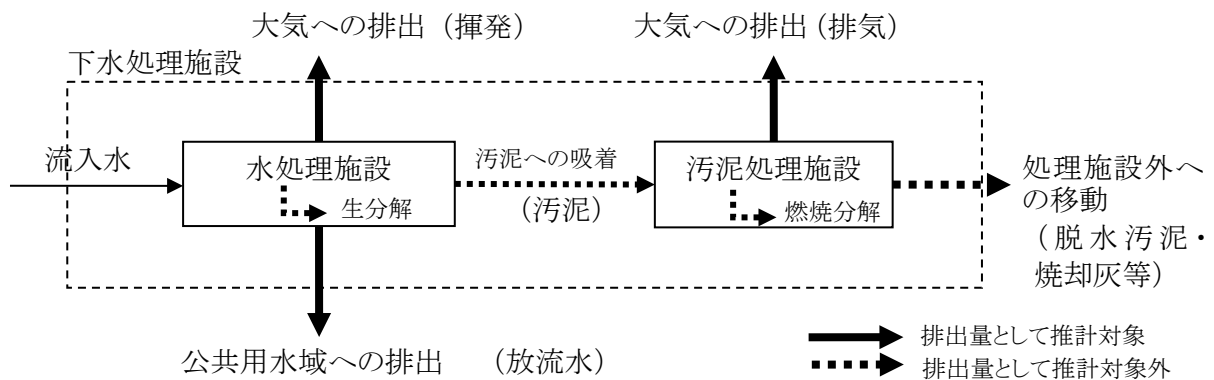 大気への排出（揮発）
大気への排出（排気）
下水処理施設
流入水
水処理施設
生分解
汚泥への吸着
（汚泥）
汚泥処理施設
燃焼分解
処理施設外へ
の移動
（脱水汚泥・
焼却灰等）
公共用水域への排出　（放流水）
排出量として推計対象
排出量として推計対象外